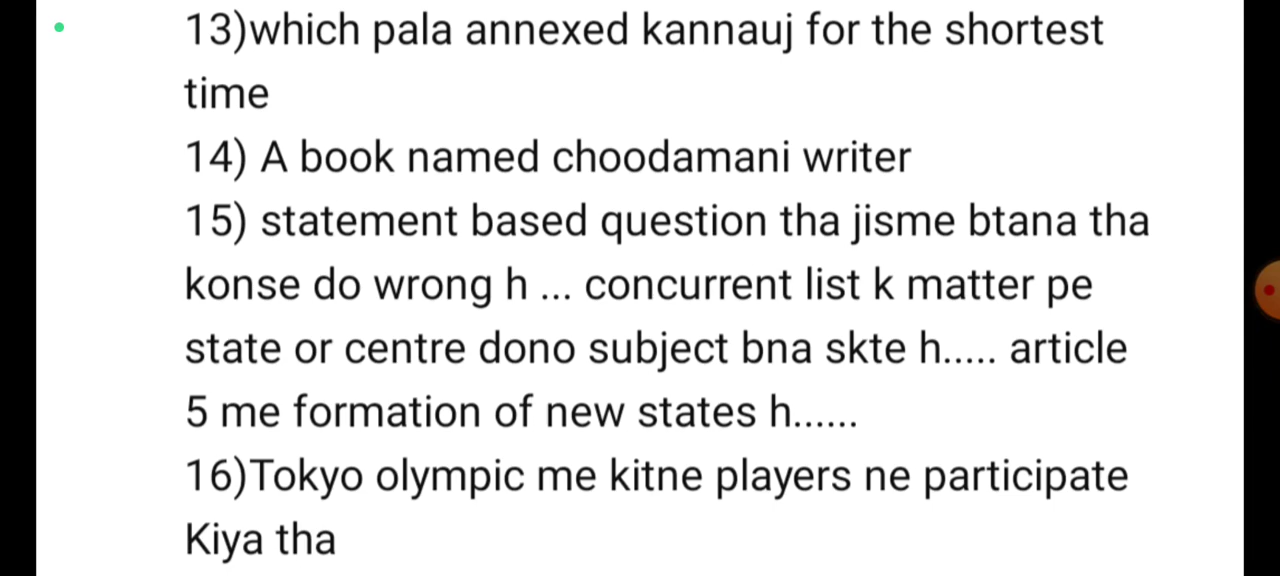 13)which pala annexed kannauj for the shortest
time
14) A book named choodamani writer
15) statement based question tha jisme btana tha
konse do wrong h ... concurrent list k matter pe
state or centre dono subject bna skte h..... article
5 me formation of new states h......
16)Tokyo olympic me kitne players ne participate
Kiya tha